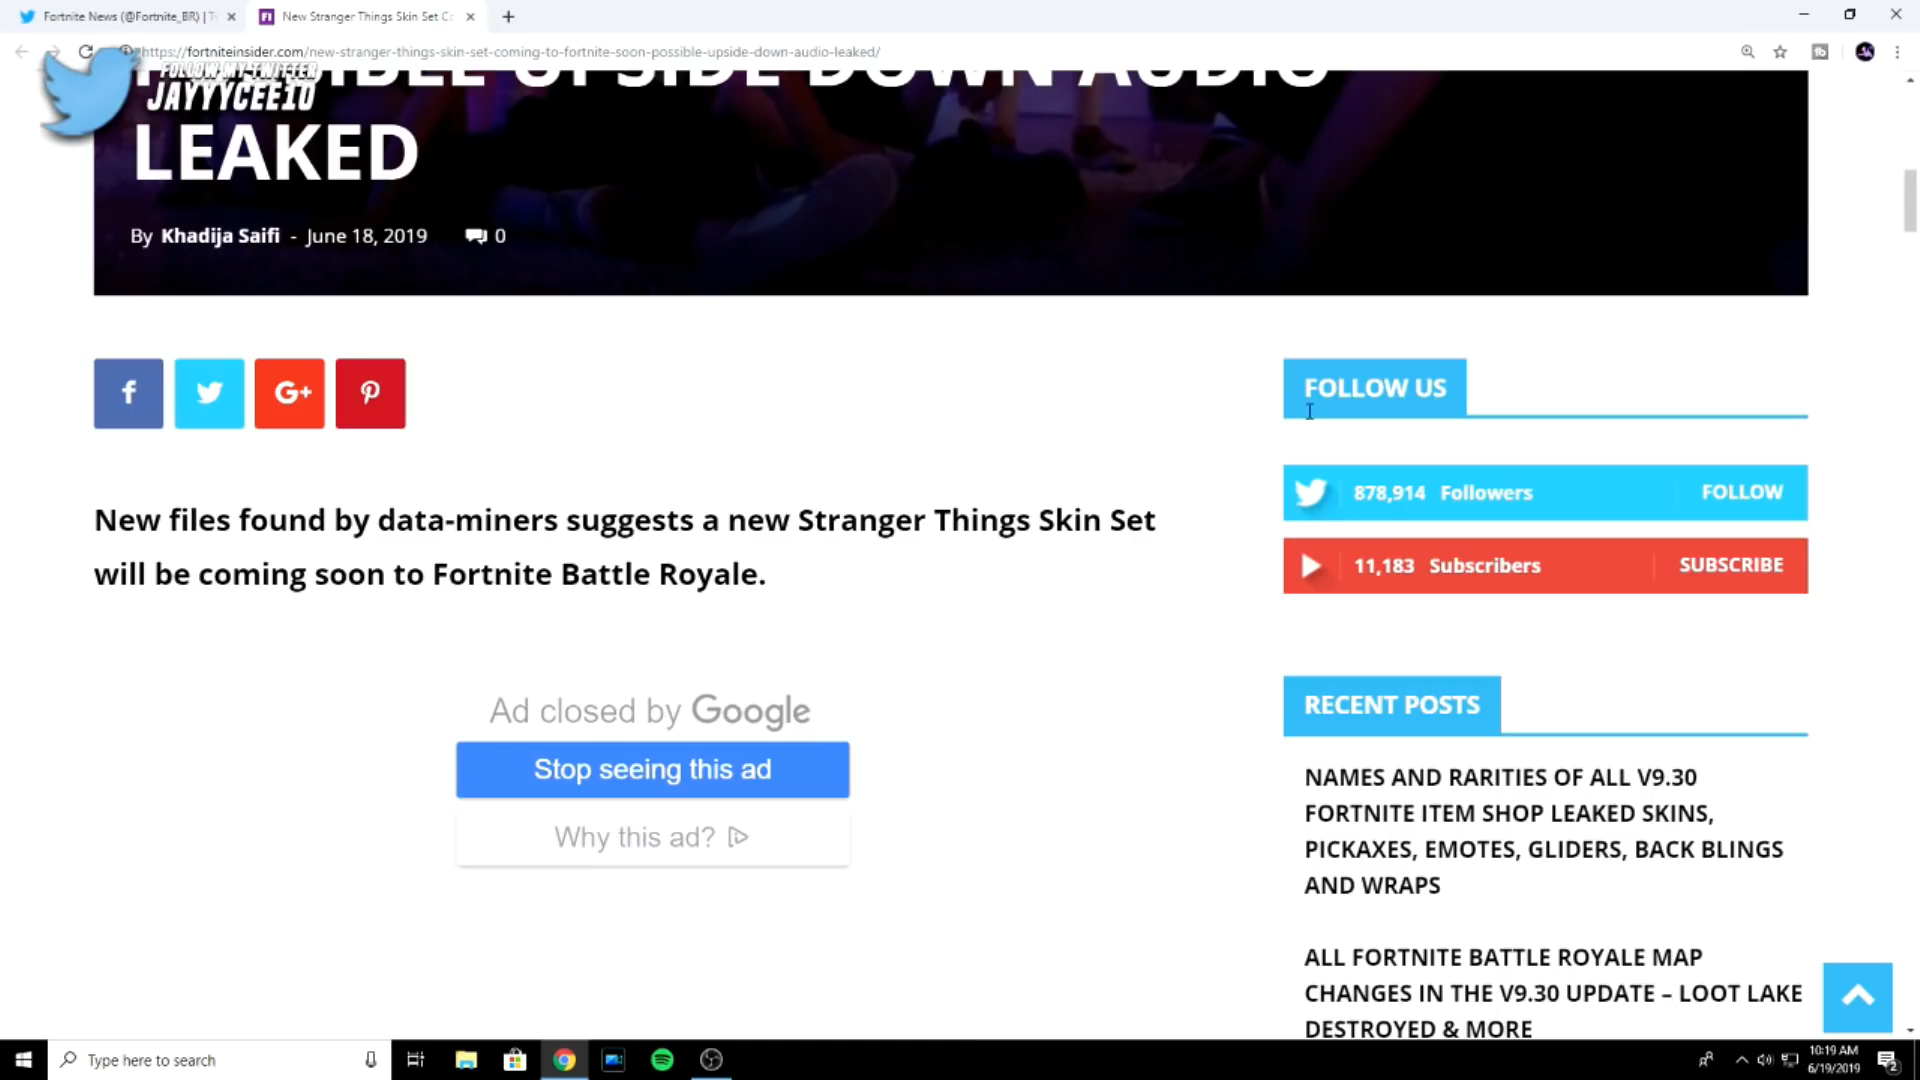 Fortnite News (@Fortnite_BR) | T
New Stranger Things Skin Set C
https://fortniteinsider.com/new-stranger-things-skin-set-coming-to-fortnite-soon-possible-upside-down-audio-leaked/
FOLLOW MY TWITTER
JAYYYCEE10
UPSIDE DOWN AUDIO
LEAKED
By Khadija Saifi - June 18, 2019 0
FOLLOW US
878,914 Followers FOLLOW
11,183 Subscribers SUBSCRIBE
New files found by data-miners suggests a new Stranger Things Skin Set
will be coming soon to Fortnite Battle Royale.
Ad closed by Google
Stop seeing this ad
Why this ad?
RECENT POSTS
NAMES AND RARITIES OF ALL V9.30
FORTNITE ITEM SHOP LEAKED SKINS,
PICKAXES, EMOTES, GLIDERS, BACK BLINGS
AND WRAPS
ALL FORTNITE BATTLE ROYALE MAP
CHANGES IN THE V9.30 UPDATE – LOOT LAKE
DESTROYED & MORE
Type here to search
10:19 AM
6/19/2019
2